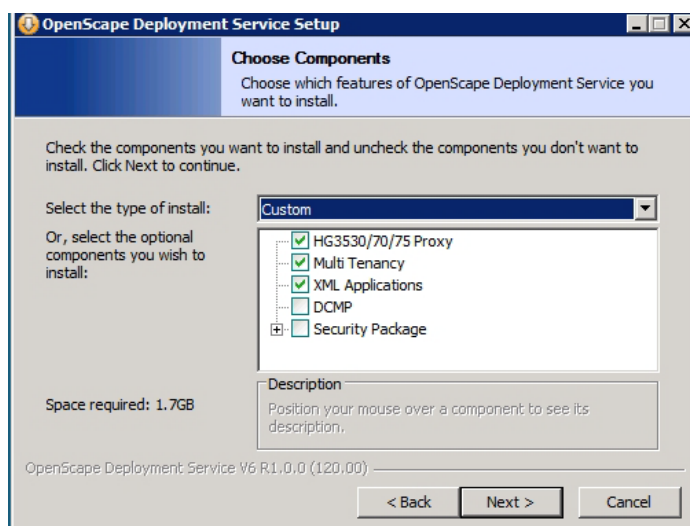 OpenScape Deployment Service Setup
Choose Components
Choose which features of OpenScape Deployment Service you
want to install.
Check the components you want to install and uncheck the components you don't want to
install. Click Next to continue.
Select the type of install:
Custom
Or, select the optional
components you wish to
install:
HG3530/70/75 Proxy
Multi Tenancy
XML Applications
DCMP
Security Package
Space required: 1.7GB
Description
Position your mouse over a component to see its
description.
OpenScape Deployment Service V6 R1.0.0 (120.00)
< Back
Next >
Cancel